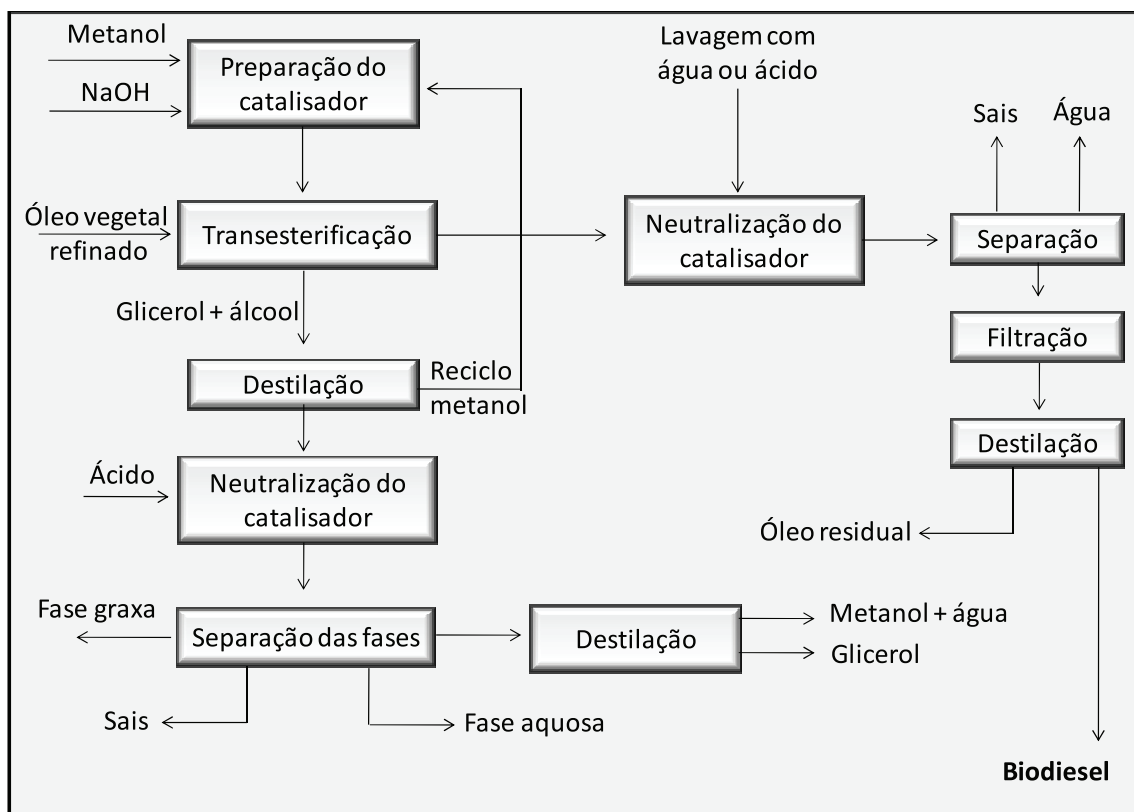 Metanol
NaOH
Preparação do
catalisador
Lavagem com
água ou ácido
Sais
Água
Óleo vegetal
refinado
Transesterificação
Neutralização do
catalisador
Separação
Glicerol + álcool
Filtração
Destilação
Reciclo
metanol
Destilação
Ácido
Neutralização do
catalisador
Óleo residual
Fase graxa
Separação das fases
Destilação
Metanol + água
Glicerol
Sais
Fase aquosa
Biodiesel